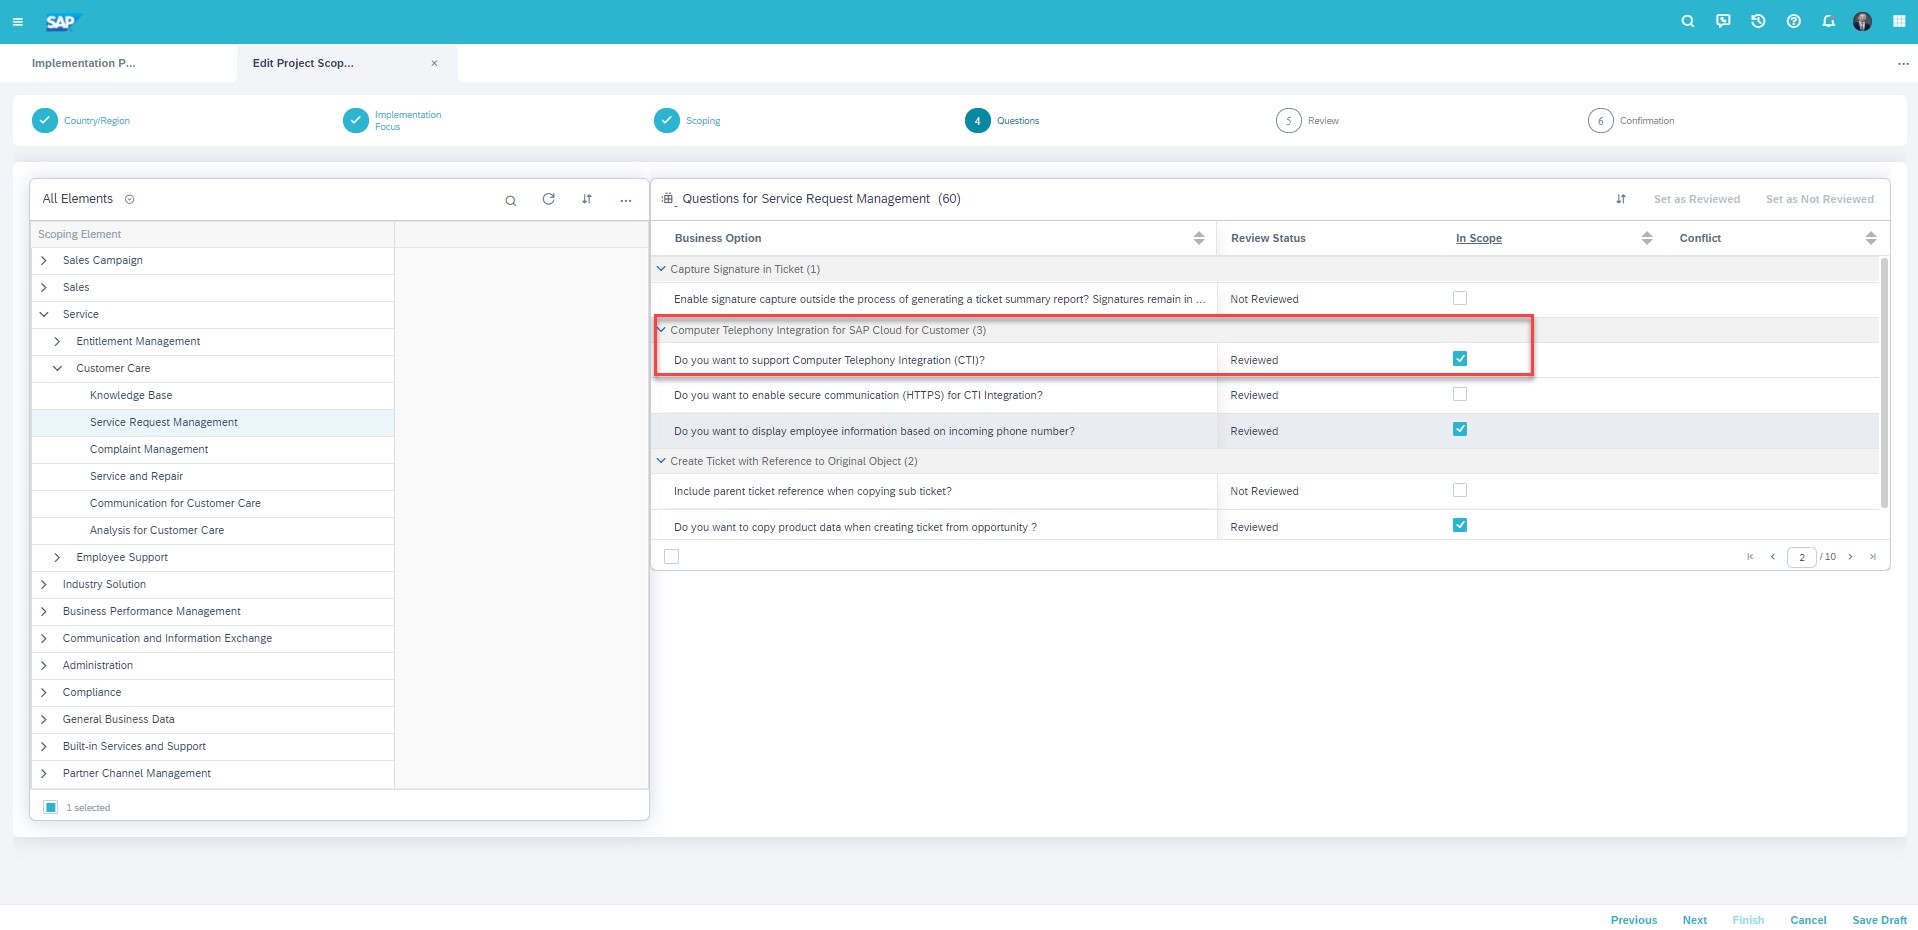 SAP
Implementation P...
Edit Project Scop...
Country/Region
Implementation
Focus
Scoping
4 Questions
5 Review
6 Confirmation
All Elements
Scoping Element
Sales Campaign
Sales
Service
Entitlement Management
Customer Care
Knowledge Base
Service Request Management
Complaint Management
Service and Repair
Communication for Customer Care
Analysis for Customer Care
Employee Support
Industry Solution
Business Performance Management
Communication and Information Exchange
Administration
Compliance
General Business Data
Built-in Services and Support
Partner Channel Management
1 selected
Questions for Service Request Management (60)
Set as Reviewed
Set as Not Reviewed
Business Option Review Status In Scope Conflict
Capture Signature in Ticket (1)
Enable signature capture outside the process of generating a ticket summary report? Signatures remain in ... Not Reviewed
Computer Telephony Integration for SAP Cloud for Customer (3)
Do you want to support Computer Telephony Integration (CTI)? Reviewed
Do you want to enable secure communication (HTTPS) for CTI Integration? Reviewed
Do you want to display employee information based on incoming phone number? Reviewed
Create Ticket with Reference to Original Object (2)
Include parent ticket reference when copying sub ticket? Not Reviewed
Do you want to copy product data when creating ticket from opportunity ? Reviewed
2 / 10
Previous Next Finish Cancel Save Draft